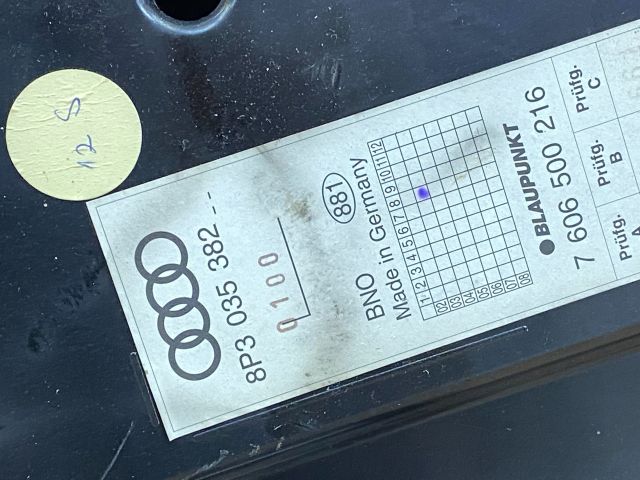 12 8
8P3 035 382 --
0100
881
BNO
Made in Germany
1 2 3 4 5 6 7 8 9 10 11 12
02
03
04
05
06
07
08
BLAUPUNKT
7 606 500 216
Prüfg. A
Prüfg. B
Prüfg. C